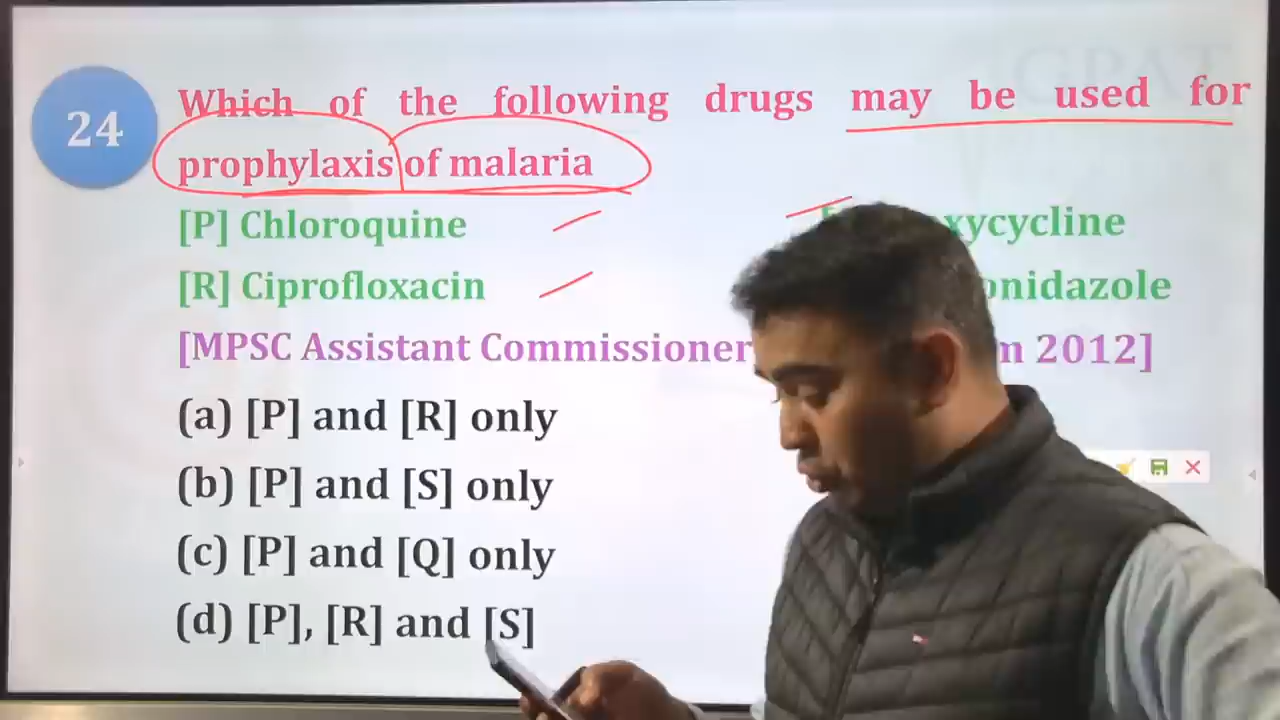 24
Which of the following drugs may be used for
prophylaxis of malaria
[P] Chloroquine xycycline
[R] Ciprofloxacin onidazole
[MPSC Assistant Commissioner m 2012]
(a) [P] and [R] only
(b) [P] and [S] only
(c) [P] and [Q] only
(d) [P], [R] and [S]
GPAT